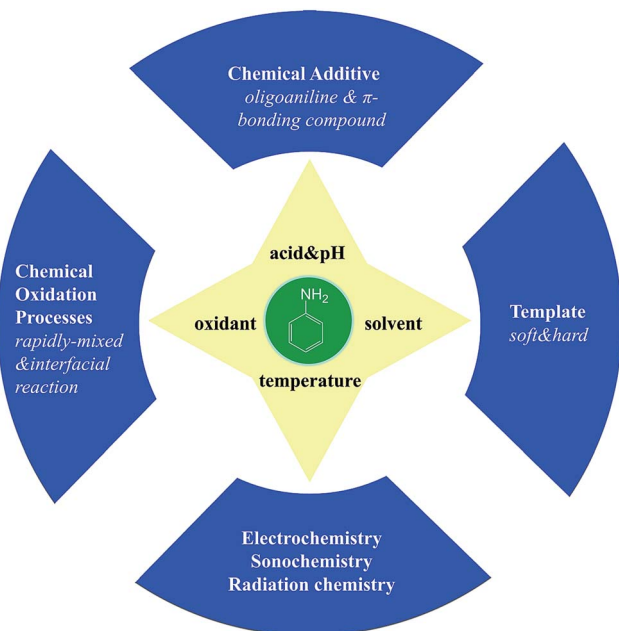 Chemical Additive
oligoaniline & π-
bonding compound
Chemical
Oxidation
Processes
rapidly-mixed
&interfacial
reaction
acid&pH
NH₂
oxidant
solvent
temperature
Template
soft&hard
Electrochemistry
Sonochemistry
Radiation chemistry